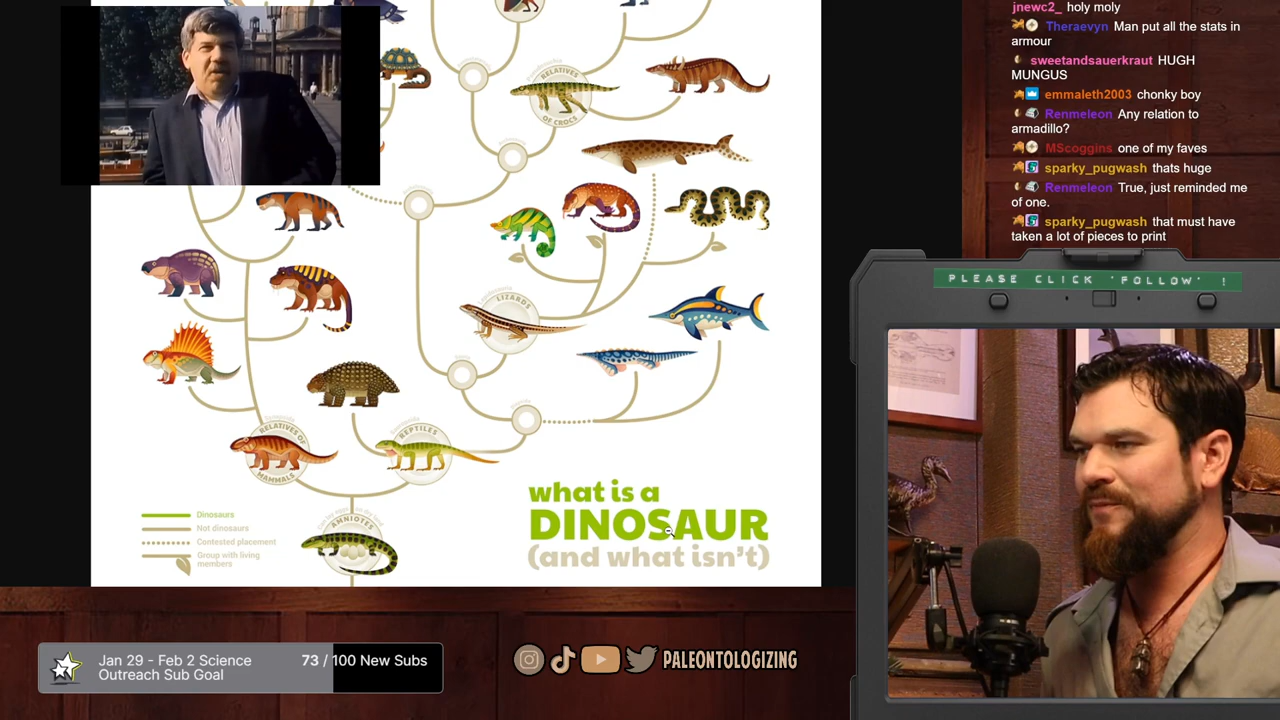 jnewc2_ holy moly
Theraevyn Man put all the stats in
armour
sweetandsauerkraut HUGH
MUNGUS
emmaleth2003 chonky boy
Renmeleon Any relation to
armadillo?
MScoggins one of my faves
sparky_pugwash thats huge
Renmeleon True, just reminded me
of one.
sparky_pugwash that must have
taken a lot of pieces to print
PLEASE CLICK 'FOLLOW' !
RELATIVES
OF CROCS
LIZARDS
RELATIVES OF
MAMMALS
REPTILES
AMNIOTES
Dinosaurs
Not dinosaurs
Contested placement
Group with living
members
what is a
DINOSAUR
(and what isn't)
Jan 29 - Feb 2 Science
Outreach Sub Goal
73 / 100 New Subs
PALEONTOLOGIZING